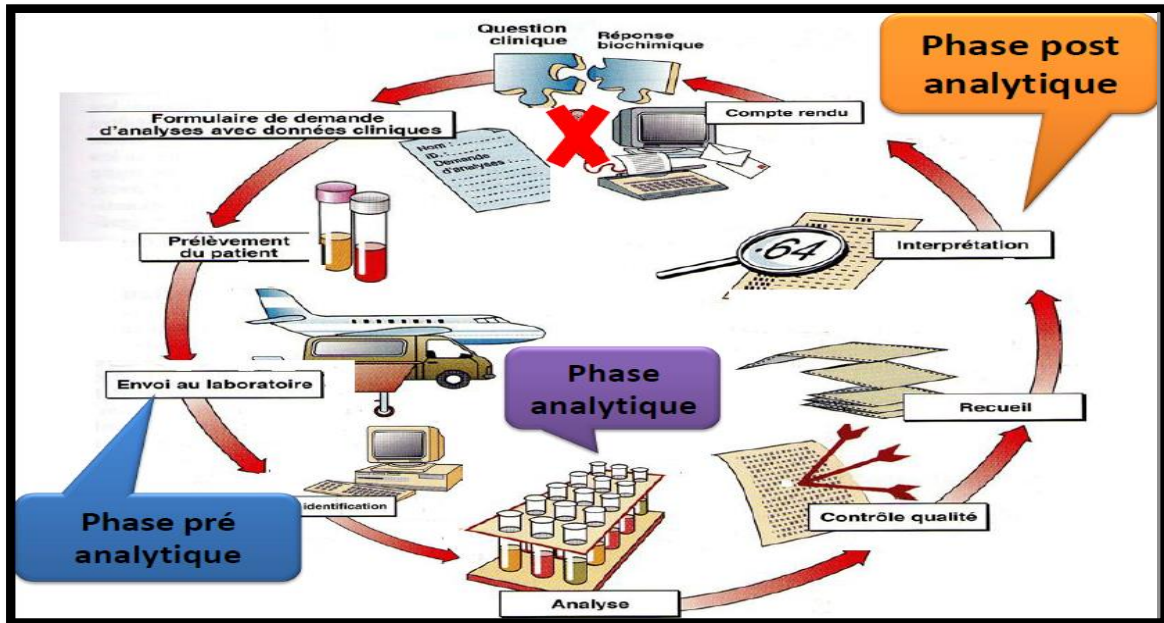 Question
clinique
Réponse
biochimique
Phase post
analytique
Compte rendu
Formulaire de demande
d'analyses avec données cliniques
Nom :
ID. :
Demande
d'analyses :
Prélèvement
du patient
64
Interprétation
Envoi au laboratoire
Phase
analytique
Recueil
identification
Phase pré
analytique
Contrôle qualité
Analyse